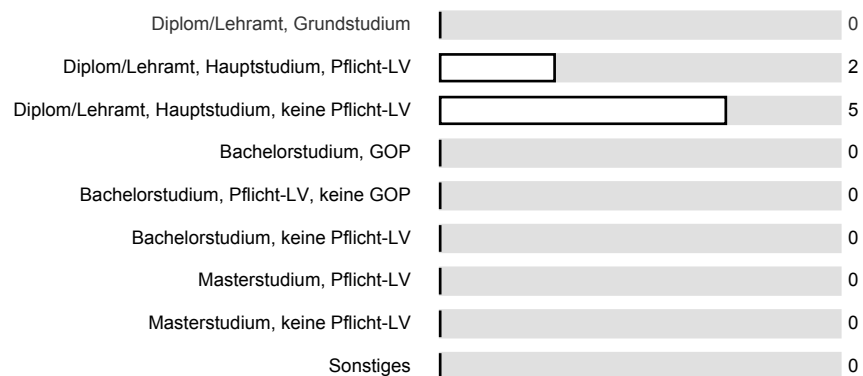 Diplom/Lehramt, Grundstudium 0
Diplom/Lehramt, Hauptstudium, Pflicht-LV 2
Diplom/Lehramt, Hauptstudium, keine Pflicht-LV 5
Bachelorstudium, GOP 0
Bachelorstudium, Pflicht-LV, keine GOP 0
Bachelorstudium, keine Pflicht-LV 0
Masterstudium, Pflicht-LV 0
Masterstudium, keine Pflicht-LV 0
Sonstiges 0